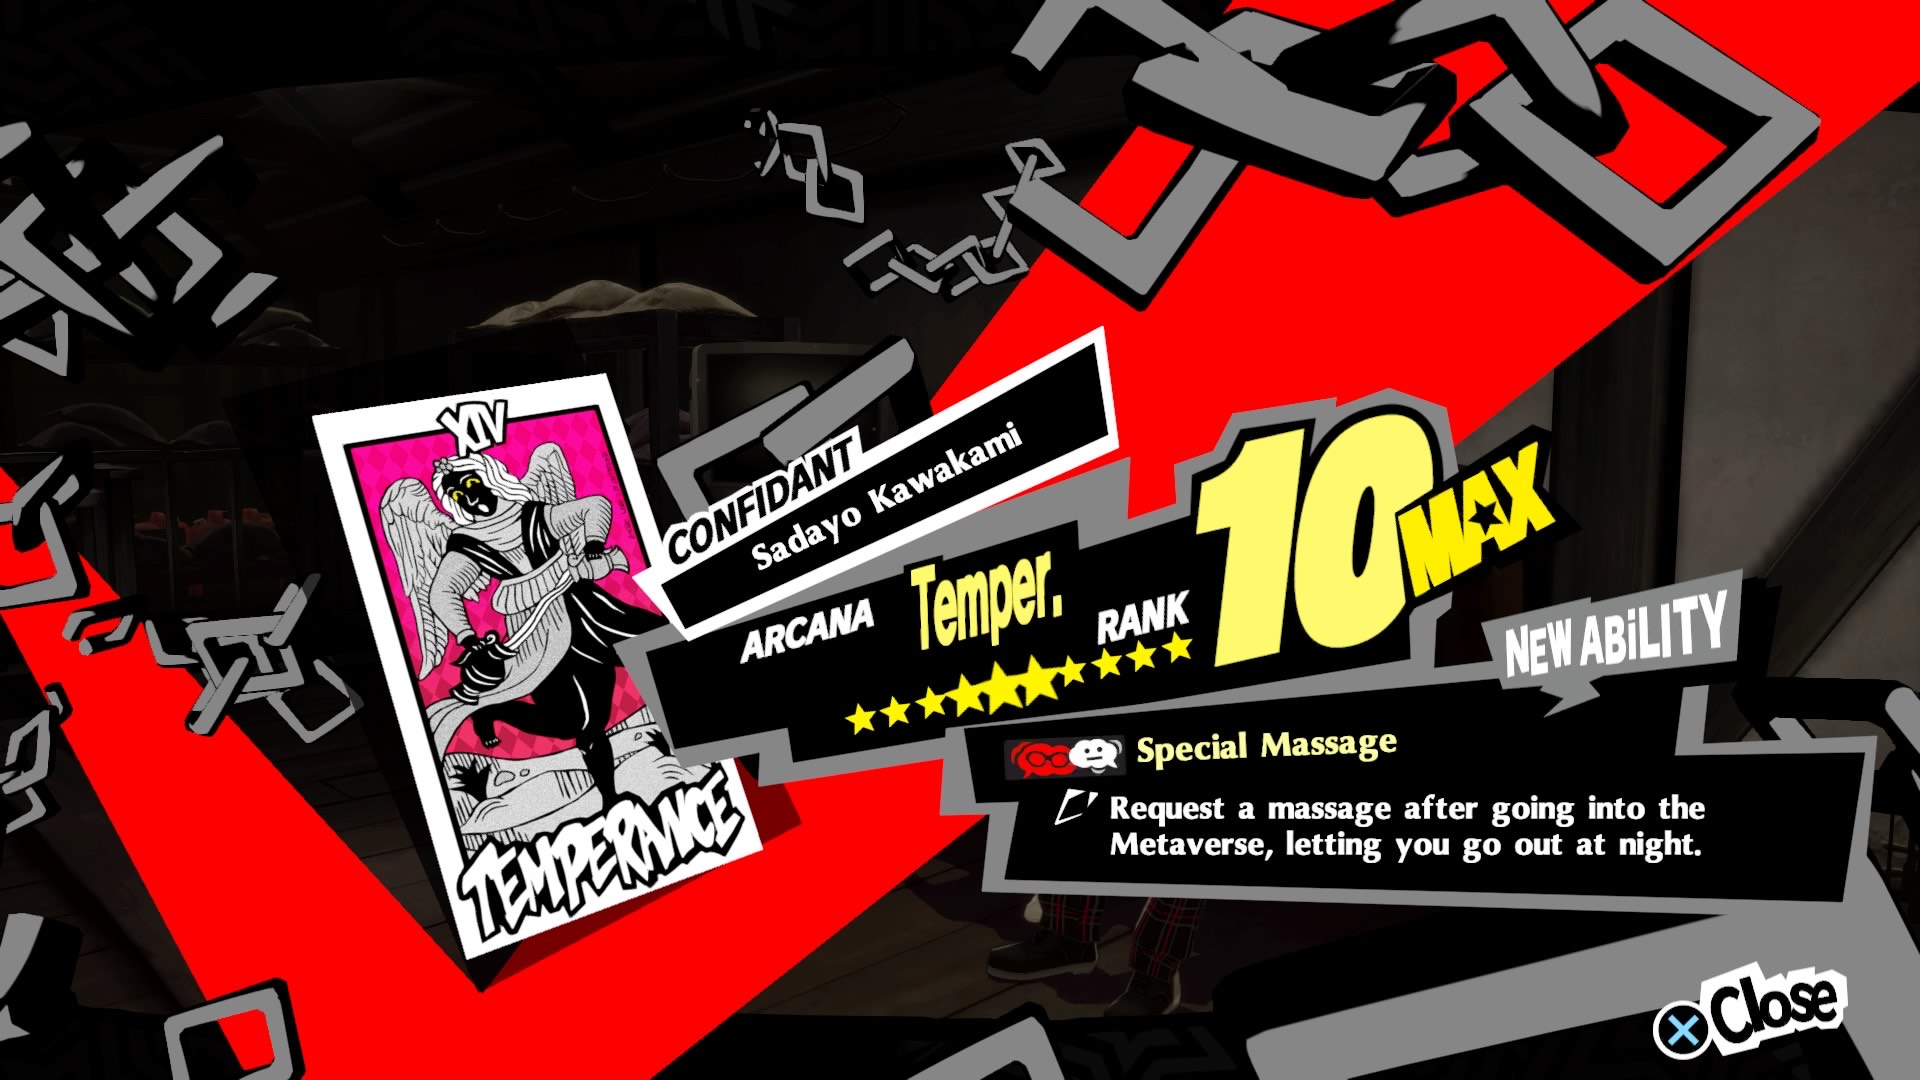 XIV
TEMPERANCE
CONFIDANT
Sadayo Kawakami
ARCANA Temper. RANK 10 MAX
NEW ABiLITY
Special Massage
Request a massage after going into the
Metaverse, letting you go out at night.
Close